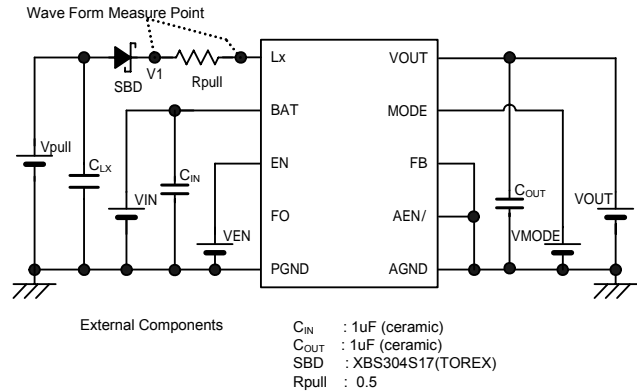 Wave Form Measure Point
V1
SBD
Rpull
Vpull
CLX
VIN
CIN
VEN
Lx
BAT
EN
FO
PGND
VOUT
MODE
FB
AEN/
AGND
COUT
VOUT
VMODE
External Components
CIN : 1uF (ceramic)
COUT : 1uF (ceramic)
SBD : XBS304S17(TOREX)
Rpull : 0.5